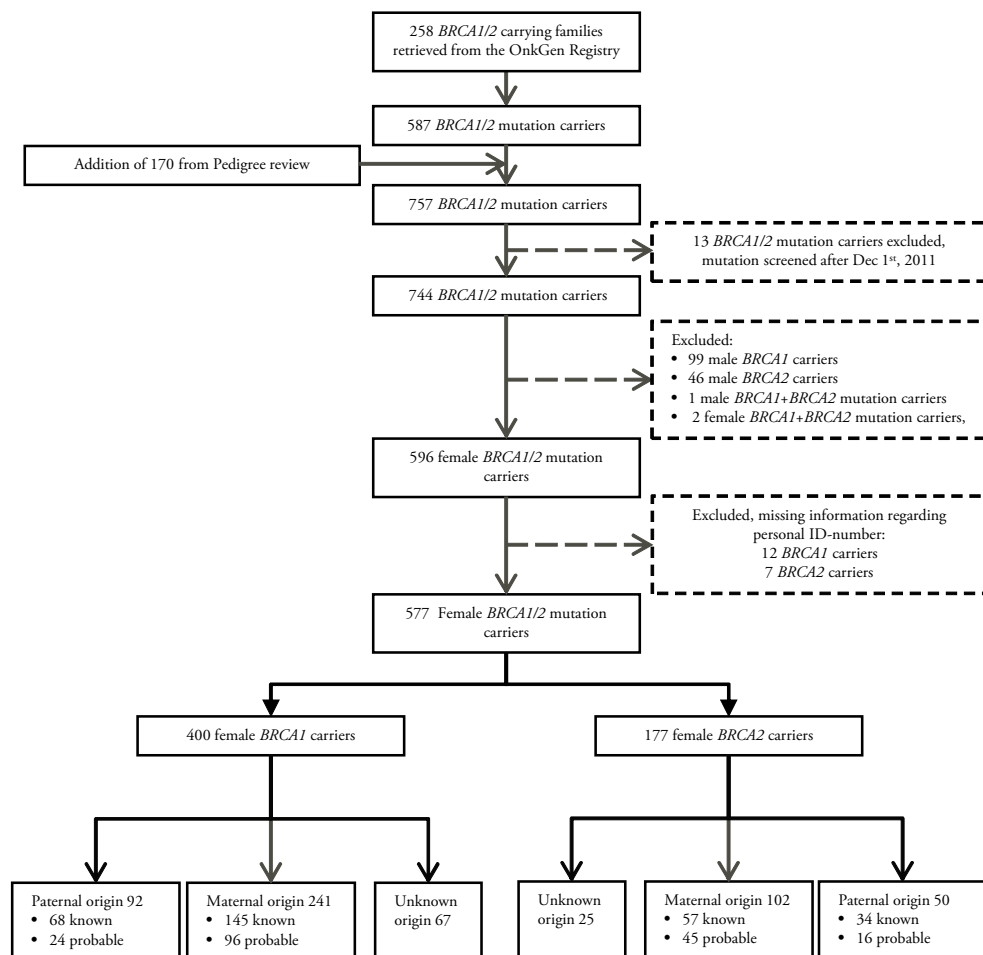 258 BRCA1/2 carrying families
retrieved from the OnkGen Registry
587 BRCA1/2 mutation carriers
Addition of 170 from Pedigree review
757 BRCA1/2 mutation carriers
13 BRCA1/2 mutation carriers excluded,
mutation screened after Dec 1st, 2011
744 BRCA1/2 mutation carriers
Excluded:
• 99 male BRCA1 carriers
• 46 male BRCA2 carriers
• 1 male BRCA1+BRCA2 mutation carriers
• 2 female BRCA1+BRCA2 mutation carriers,
596 female BRCA1/2 mutation
carriers
Excluded, missing information regarding
personal ID-number:
12 BRCA1 carriers
7 BRCA2 carriers
577 Female BRCA1/2 mutation
carriers
400 female BRCA1 carriers
177 female BRCA2 carriers
Paternal origin 92
• 68 known
• 24 probable
Maternal origin 241
• 145 known
• 96 probable
Unknown
origin 67
Unknown
origin 25
Maternal origin 102
• 57 known
• 45 probable
Paternal origin 50
• 34 known
• 16 probable